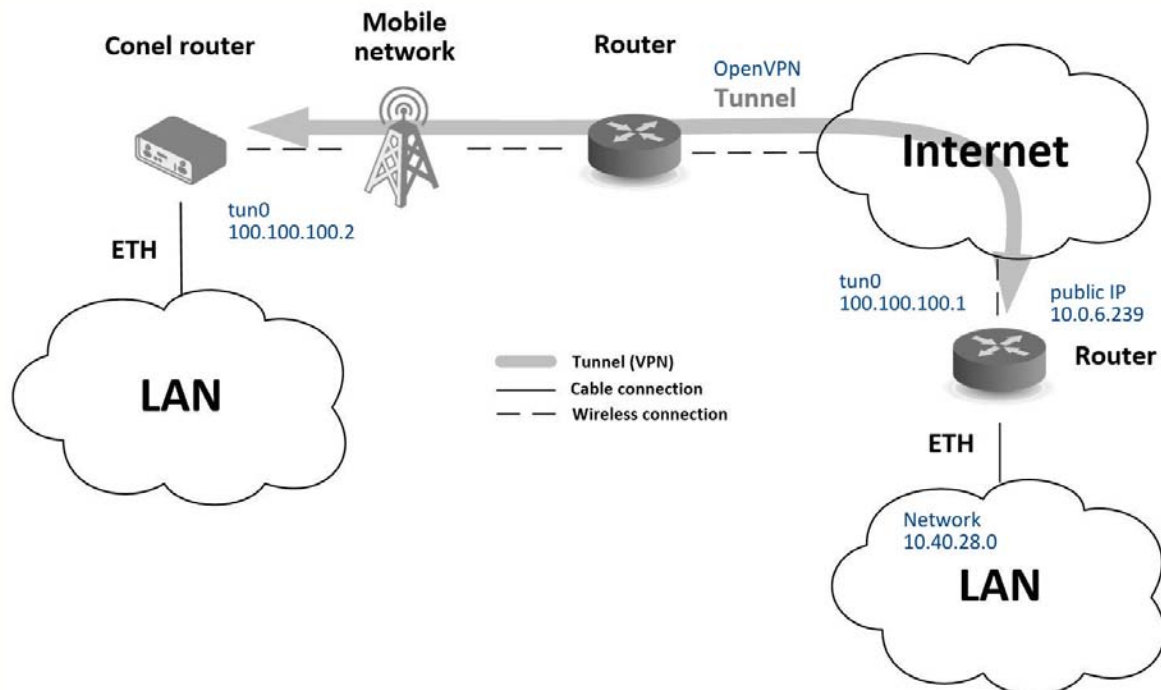 Conel router
Mobile
network
Router
OpenVPN
Tunnel
Internet
tun0
100.100.100.2
ETH
tun0
100.100.100.1
public IP
10.0.6.239
Router
LAN
Tunnel (VPN)
Cable connection
Wireless connection
ETH
Network
10.40.28.0
LAN